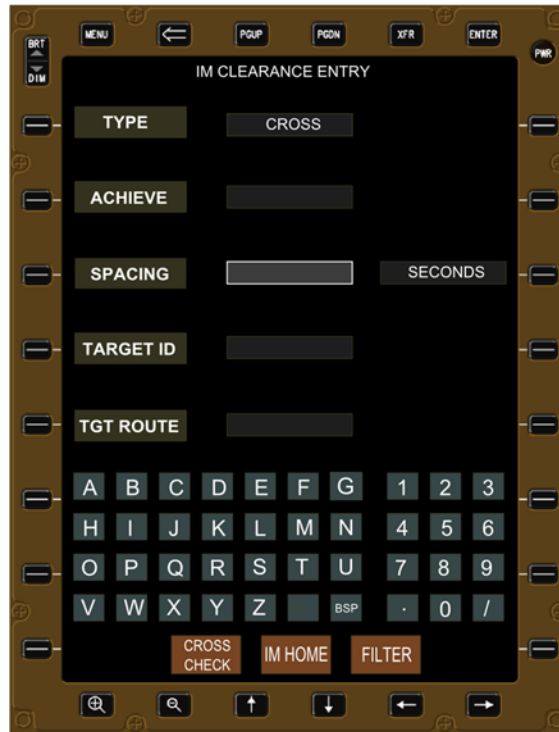 MENU PGUP PGDN XFR ENTER
BRT
DIM
PWR
IM CLEARANCE ENTRY
TYPE CROSS
ACHIEVE
SPACING SECONDS
TARGET ID
TGT ROUTE
A B C D E F G 1 2 3
H I J K L M N 4 5 6
O P Q R S T U 7 8 9
V W X Y Z BSP . 0 /
CROSS
CHECK
IM HOME
FILTER